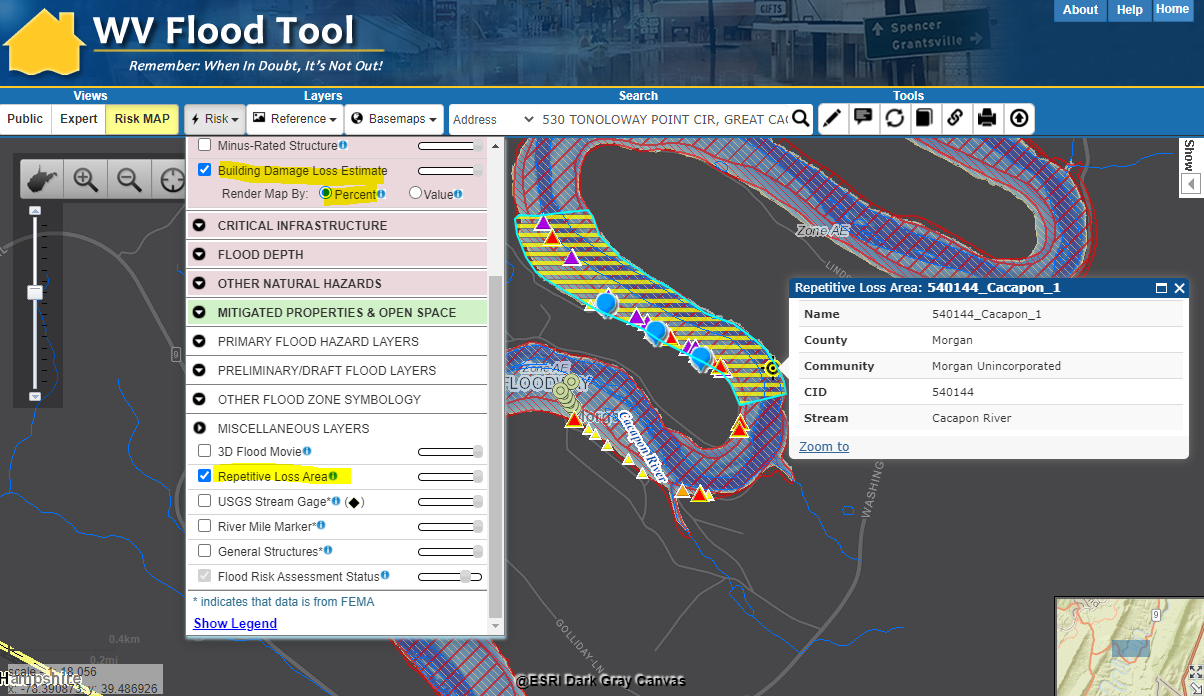 WV Flood Tool
Remember: When In Doubt, It's Not Out!
GIFTS
Spencer
Grantsville
About Help Home
Views Layers Search Tools
Public Expert Risk MAP Risk Reference Basemaps Address 530 TONOLOWAY POINT CIR, GREAT CAC
Show
Minus-Rated Structure
Building Damage Loss Estimate
Render Map By: Percent Value
CRITICAL INFRASTRUCTURE
FLOOD DEPTH
OTHER NATURAL HAZARDS
MITIGATED PROPERTIES & OPEN SPACE
PRIMARY FLOOD HAZARD LAYERS
PRELIMINARY/DRAFT FLOOD LAYERS
OTHER FLOOD ZONE SYMBOLOGY
MISCELLANEOUS LAYERS
3D Flood Movie
Repetitive Loss Area
USGS Stream Gage* (◆)
River Mile Marker*
General Structures*
Flood Risk Assessment Status
* indicates that data is from FEMA
Show Legend
Zone AE
Zone AE
FLOODWAY
Cacapon River
WASHING
GOLLIDAY-LN
9
9
Repetitive Loss Area: 540144_Cacapon_1
Name 540144_Cacapon_1
County Morgan
Community Morgan Unincorporated
CID 540144
Stream Cacapon River
Zoom to
0.4km
0.2mi
scale 1: 18,056
Hampshire
x: -78.390873, y: 39.486926
@ESRI Dark Gray Canvas